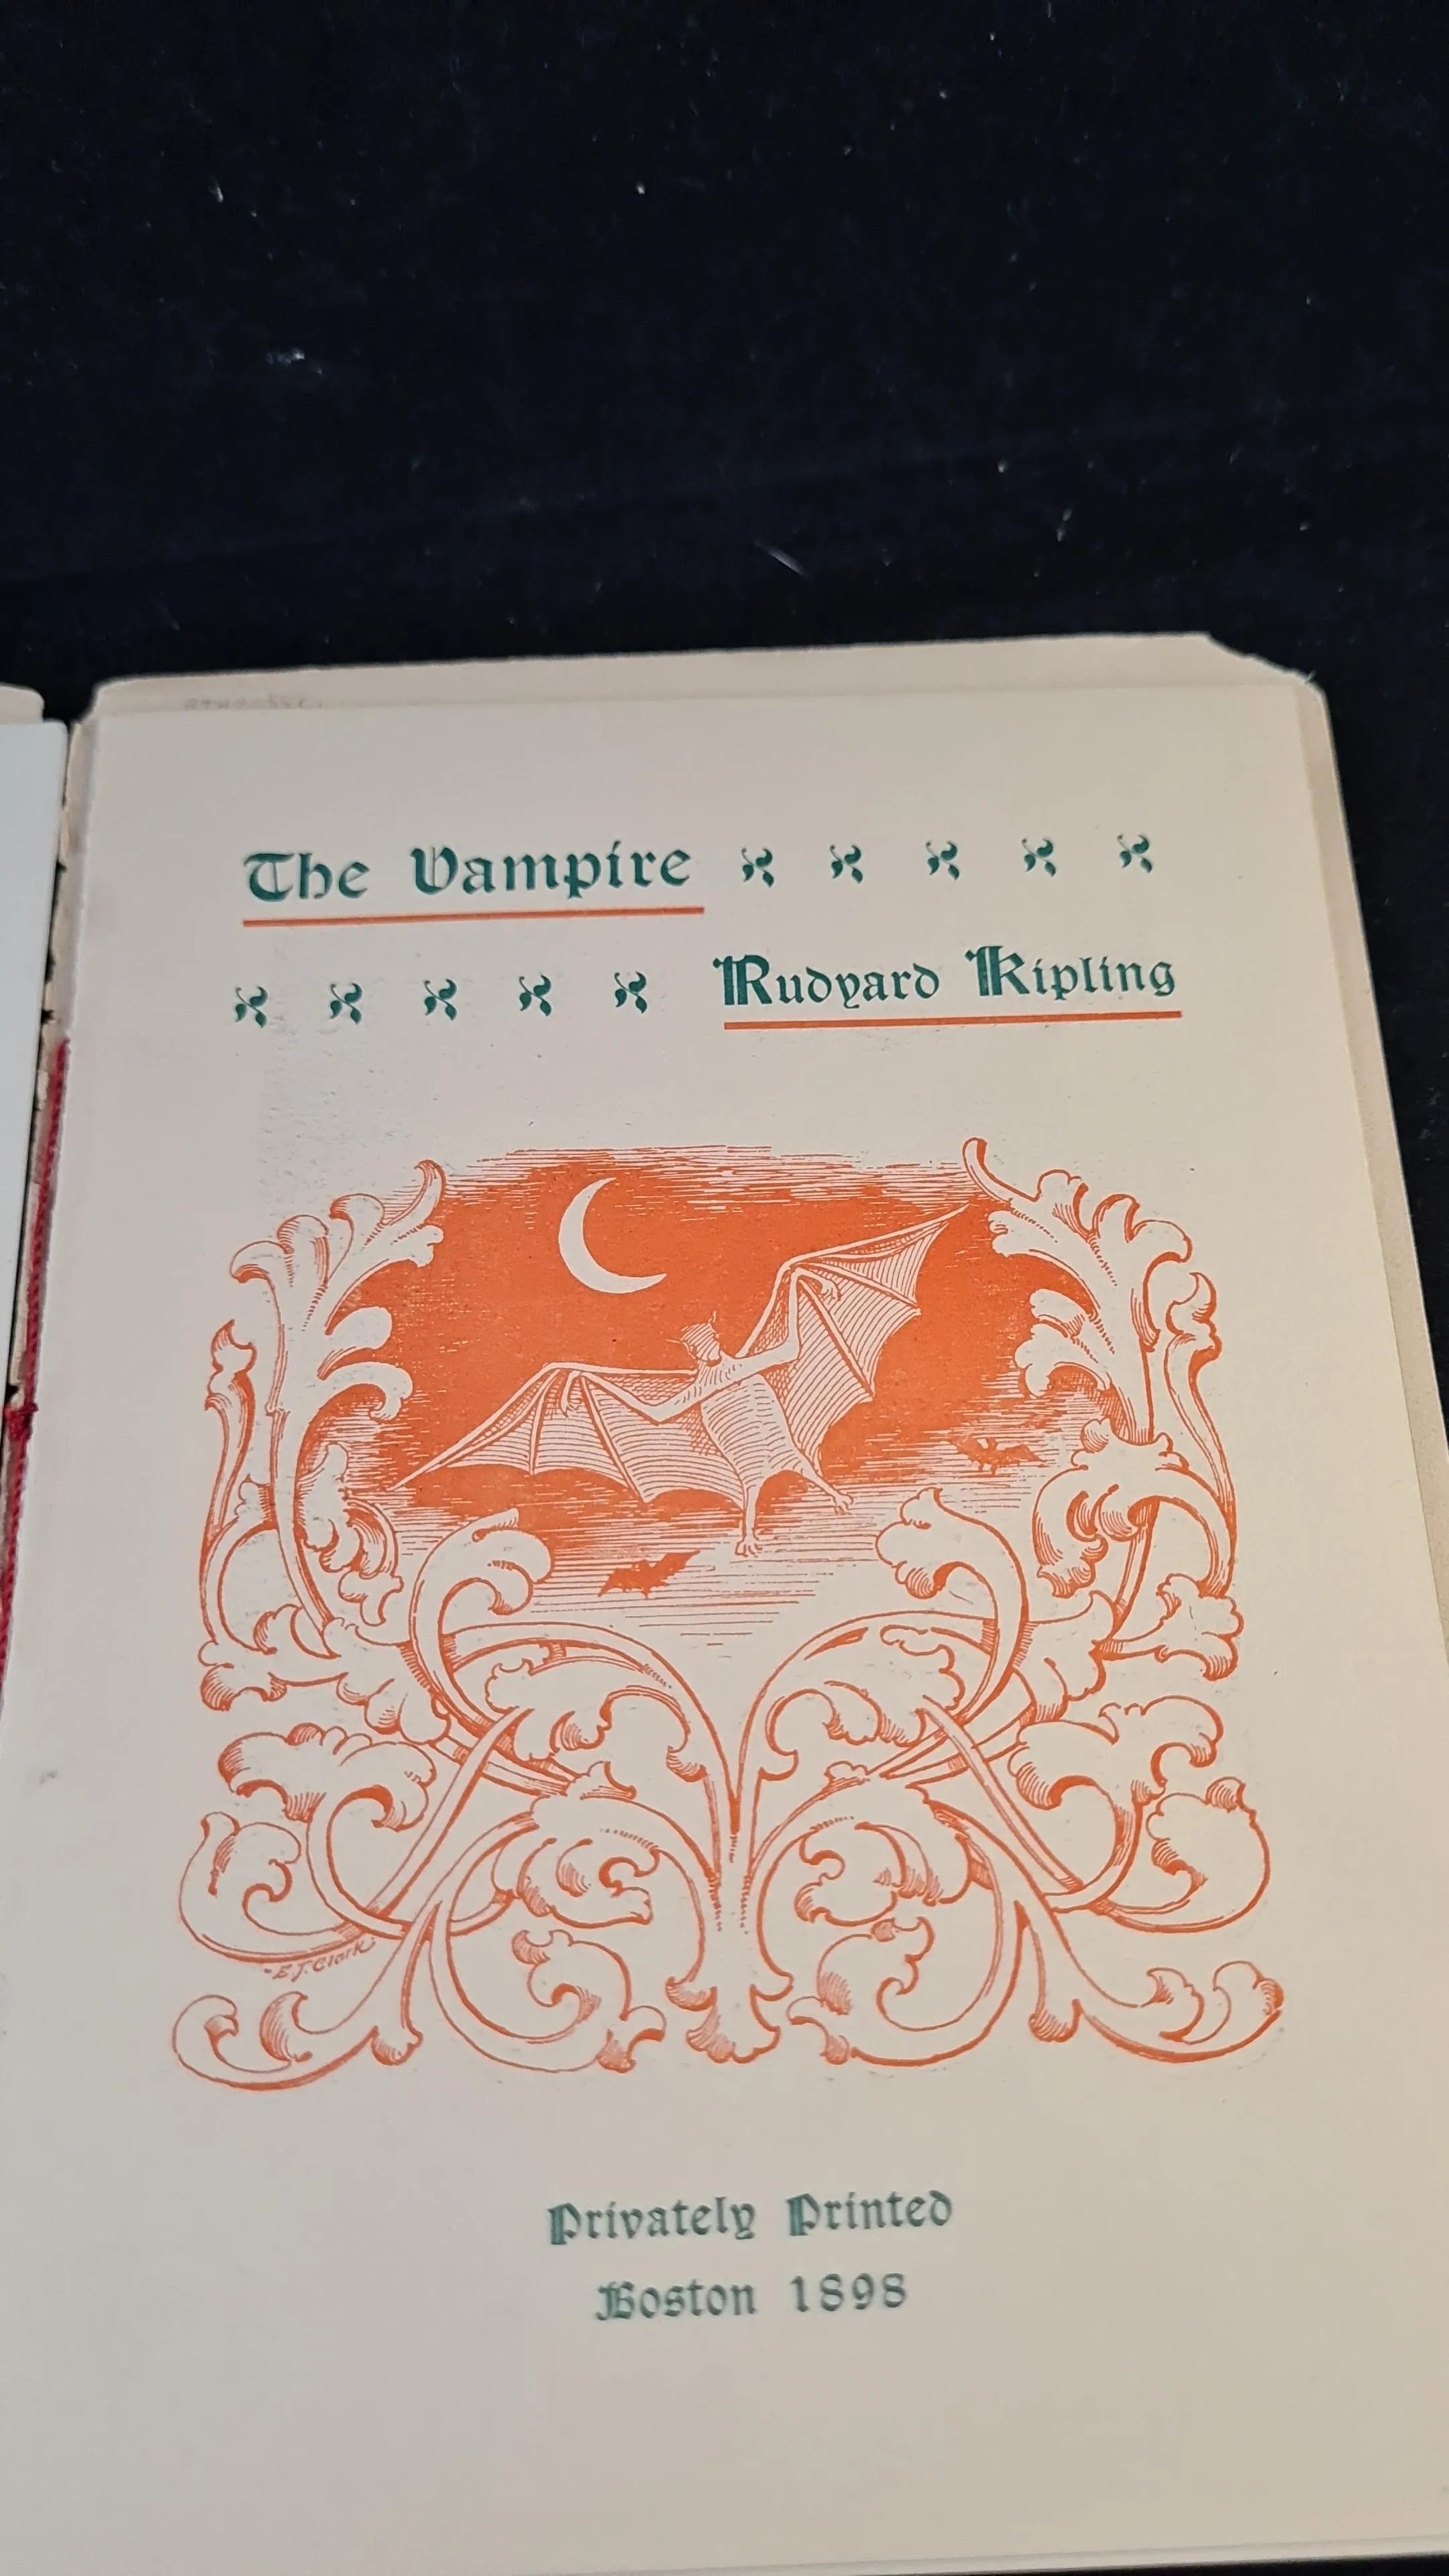 The Vampire
Rudyard Kipling
E.J. Clark
Privately Printed
Boston 1898